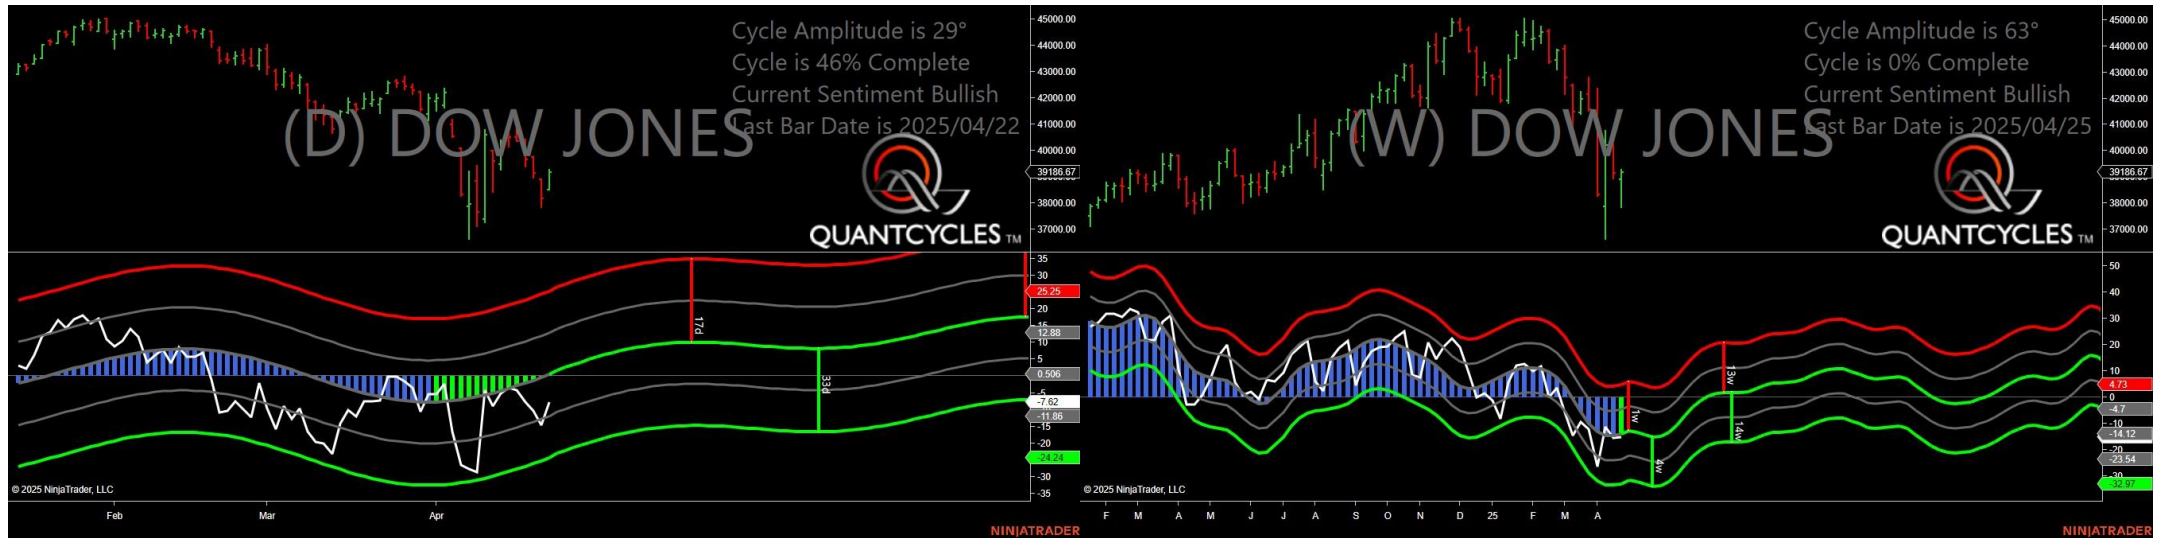 Cycle Amplitude is 29°
Cycle is 46% Complete
Current Sentiment Bullish
Last Bar Date is 2025/04/22
(D) DOW JONES
QUANTCYCLES TM
45000.00
44000.00
43000.00
42000.00
41000.00
40000.00
39186.67
38000.00
37000.00
35
30
25.25
20
15
12.88
10
5
0.506
-5
-7.62
-11.86
-15
-20
-24.24
-30
-35
17d
33d
© 2025 NinjaTrader, LLC
Feb
Mar
Apr
NINJATRADER
Cycle Amplitude is 63°
Cycle is 0% Complete
Current Sentiment Bullish
Last Bar Date is 2025/04/25
(W) DOW JONES
QUANTCYCLES TM
45000.00
44000.00
43000.00
42000.00
41000.00
40000.00
39186.67
38000.00
37000.00
50
40
30
20
10
4.73
0
-4.7
-10
-14.12
-20
-23.54
-30
-32.97
1w
4w
13w
14w
© 2025 NinjaTrader, LLC
F M A M J J A S O N D 25 F M A
NINJATRADER